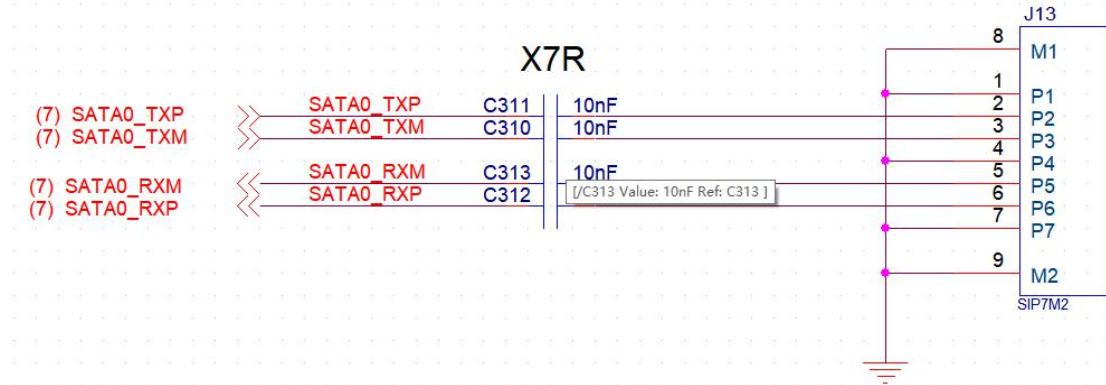 J13
X7R
8 M1
(7) SATA0_TXP SATA0_TXP C311 10nF 1 P1
(7) SATA0_TXM SATA0_TXM C310 10nF 2 P2
3 P3
4 P4
(7) SATA0_RXM SATA0_RXM C313 10nF 5 P5
(7) SATA0_RXP SATA0_RXP C312 [/C313 Value: 10nF Ref: C313 ] 6 P6
7 P7
9 M2
SIP7M2